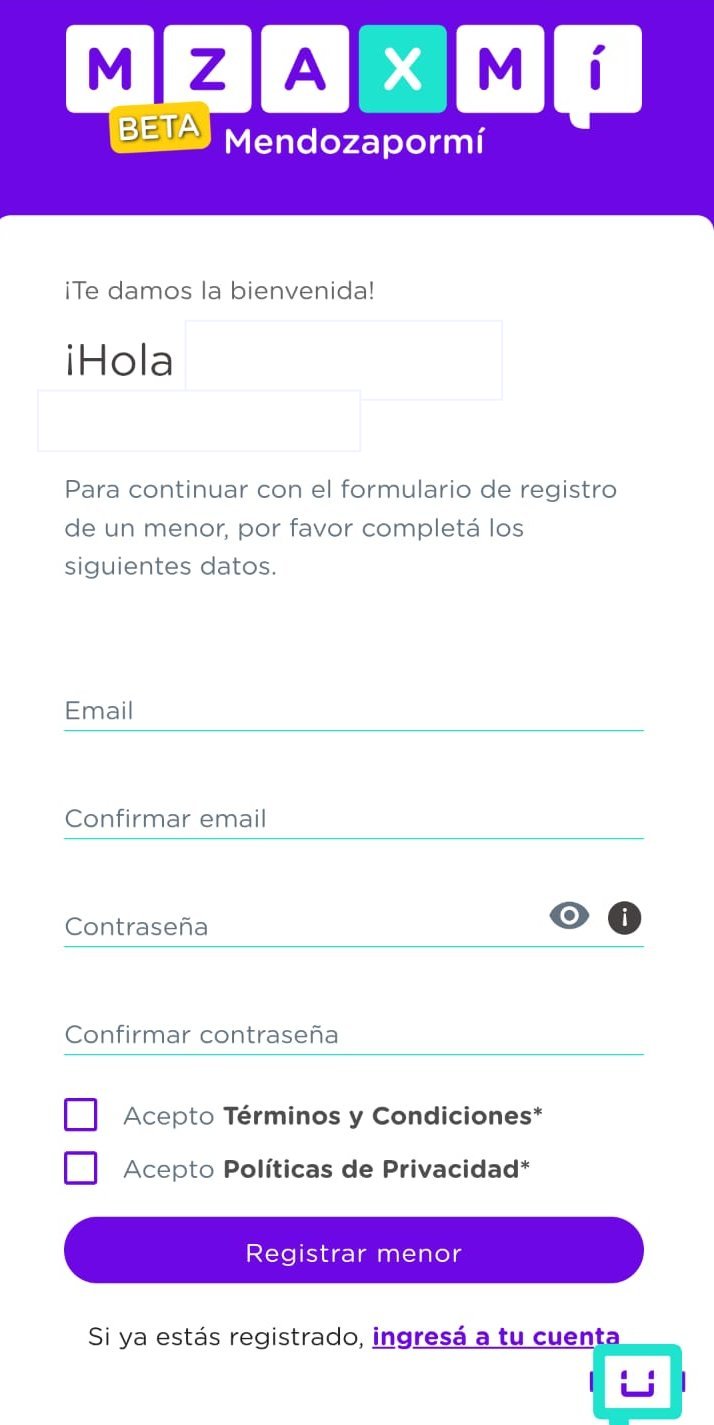 MZAXMí
BETA
Mendozapormí
¡Te damos la bienvenida!
¡Hola
Para continuar con el formulario de registro
de un menor, por favor completá los
siguientes datos.
Email
Confirmar email
Contraseña
Confirmar contraseña
Acepto Términos y Condiciones*
Acepto Políticas de Privacidad*
Registrar menor
Si ya estás registrado, ingresá a tu cuenta